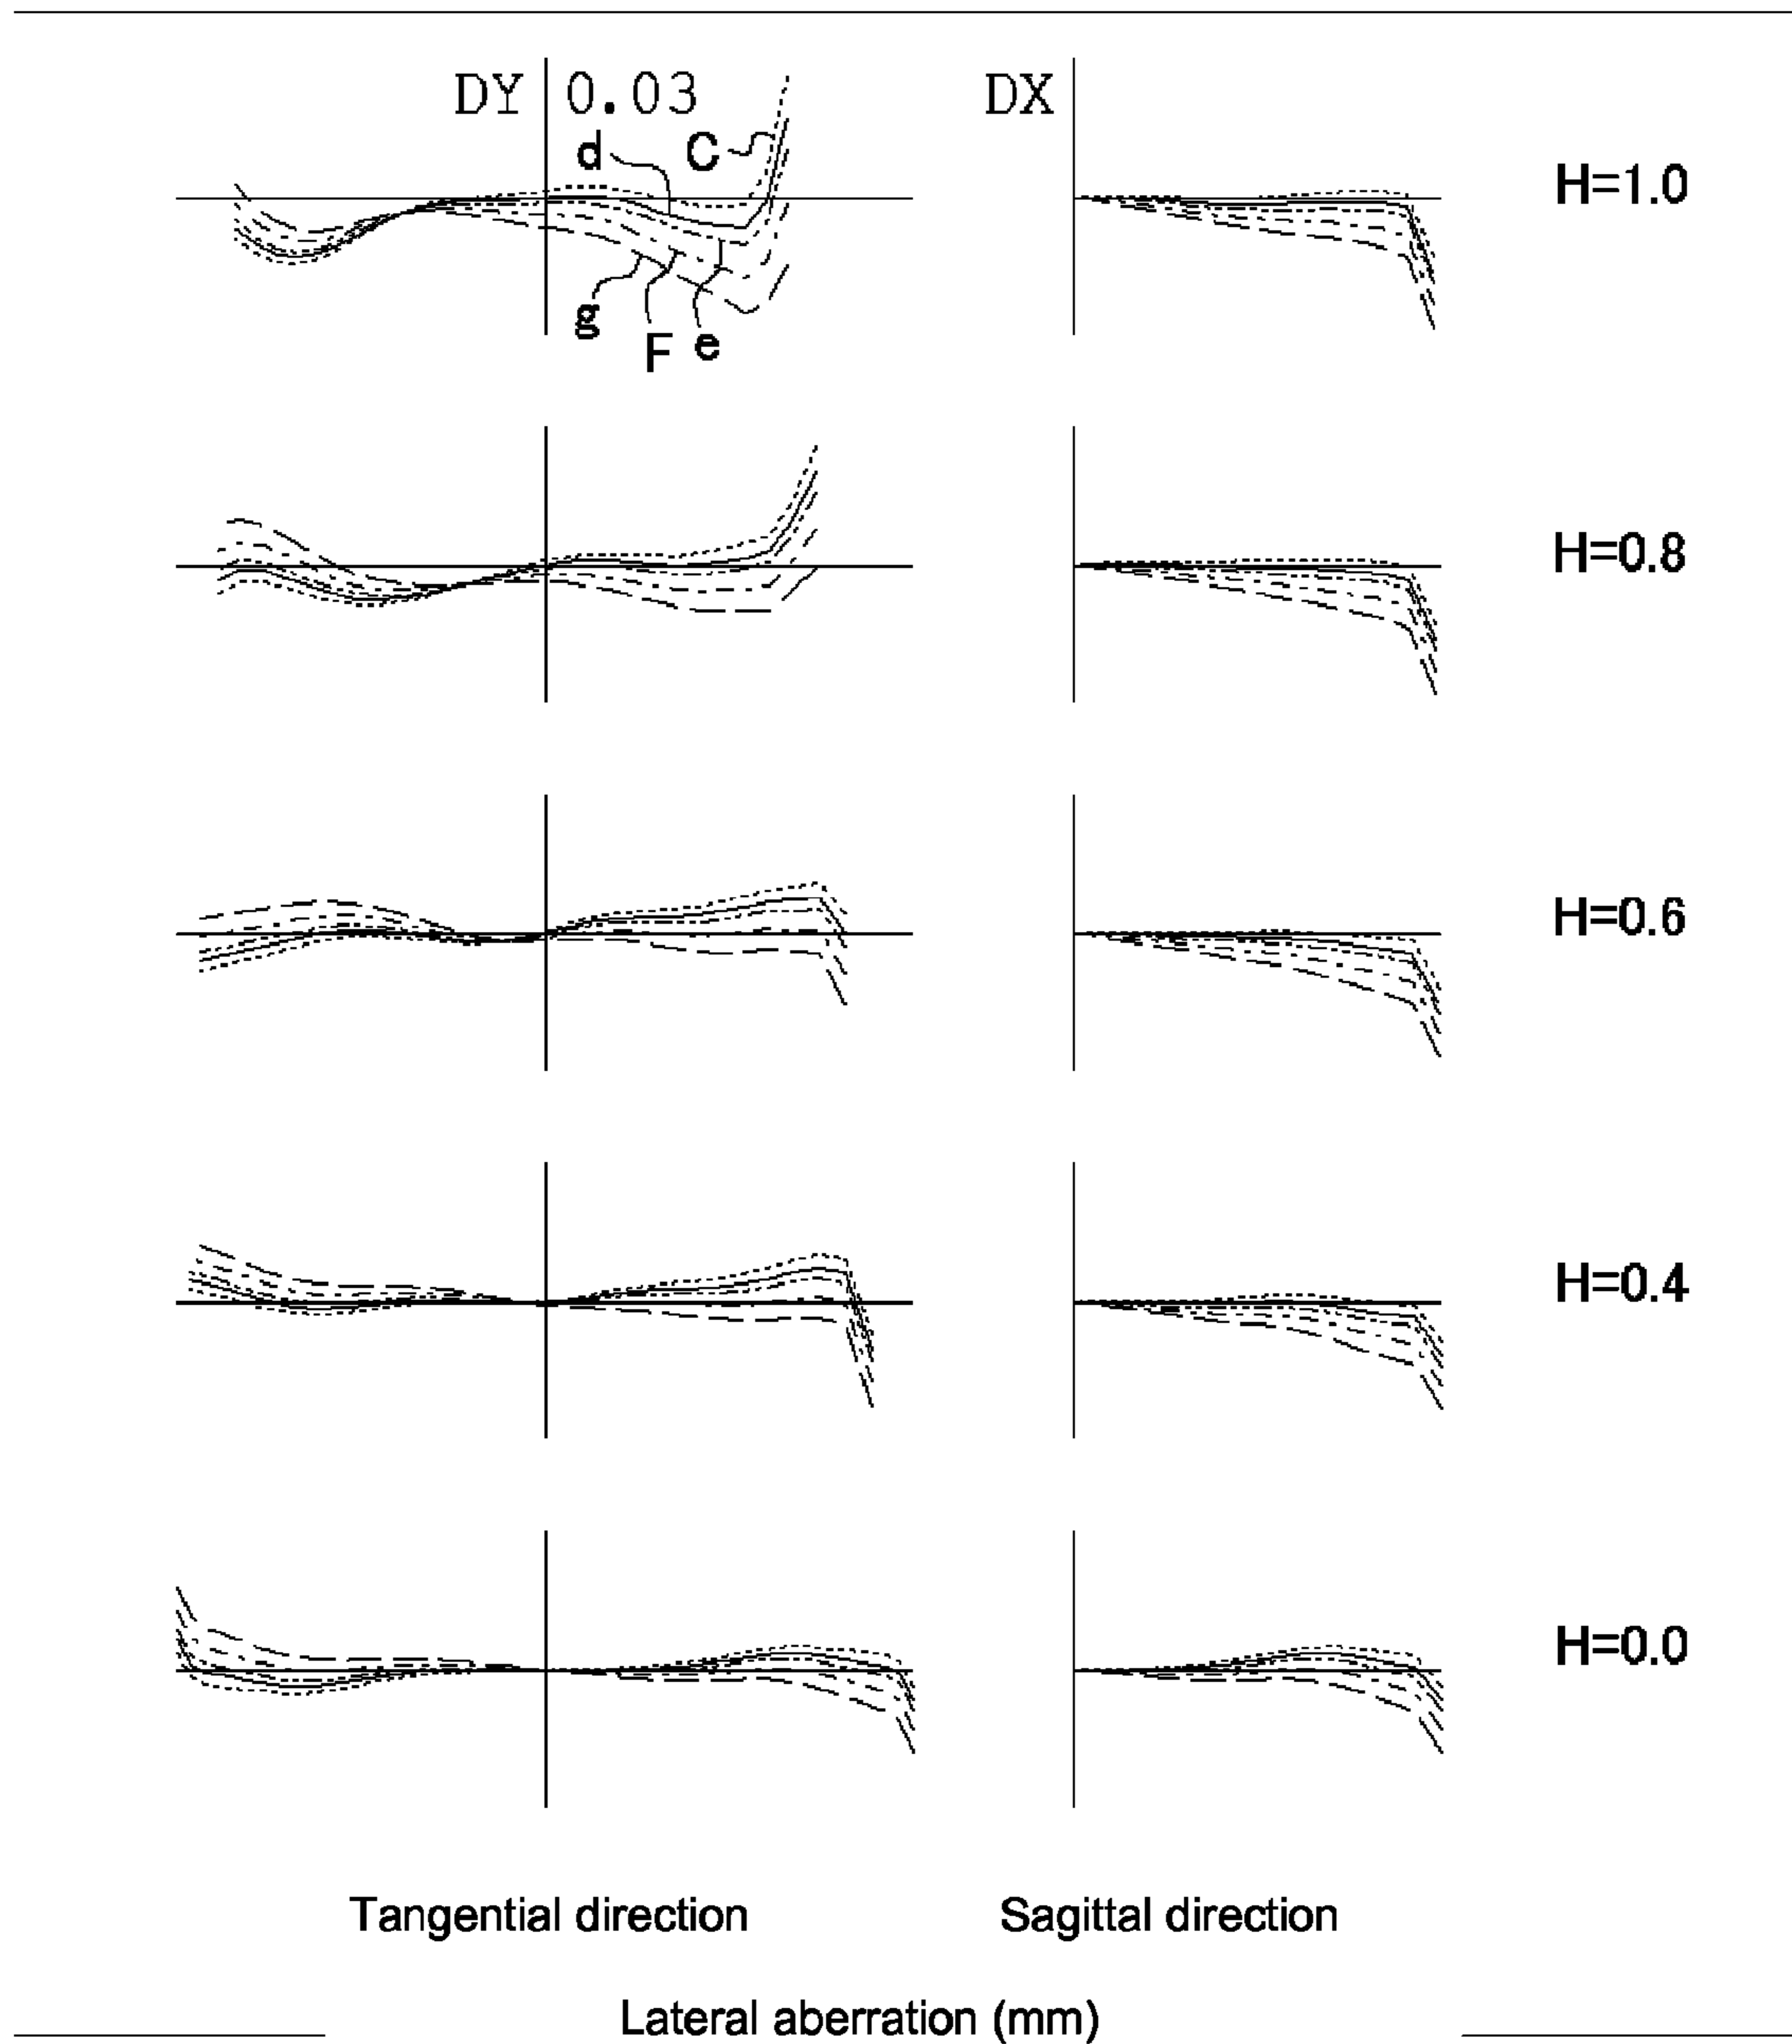 DY 0.03 DX
d C
H=1.0
g F e
H=0.8
H=0.6
H=0.4
H=0.0
Tangential direction Sagittal direction
Lateral aberration (mm)